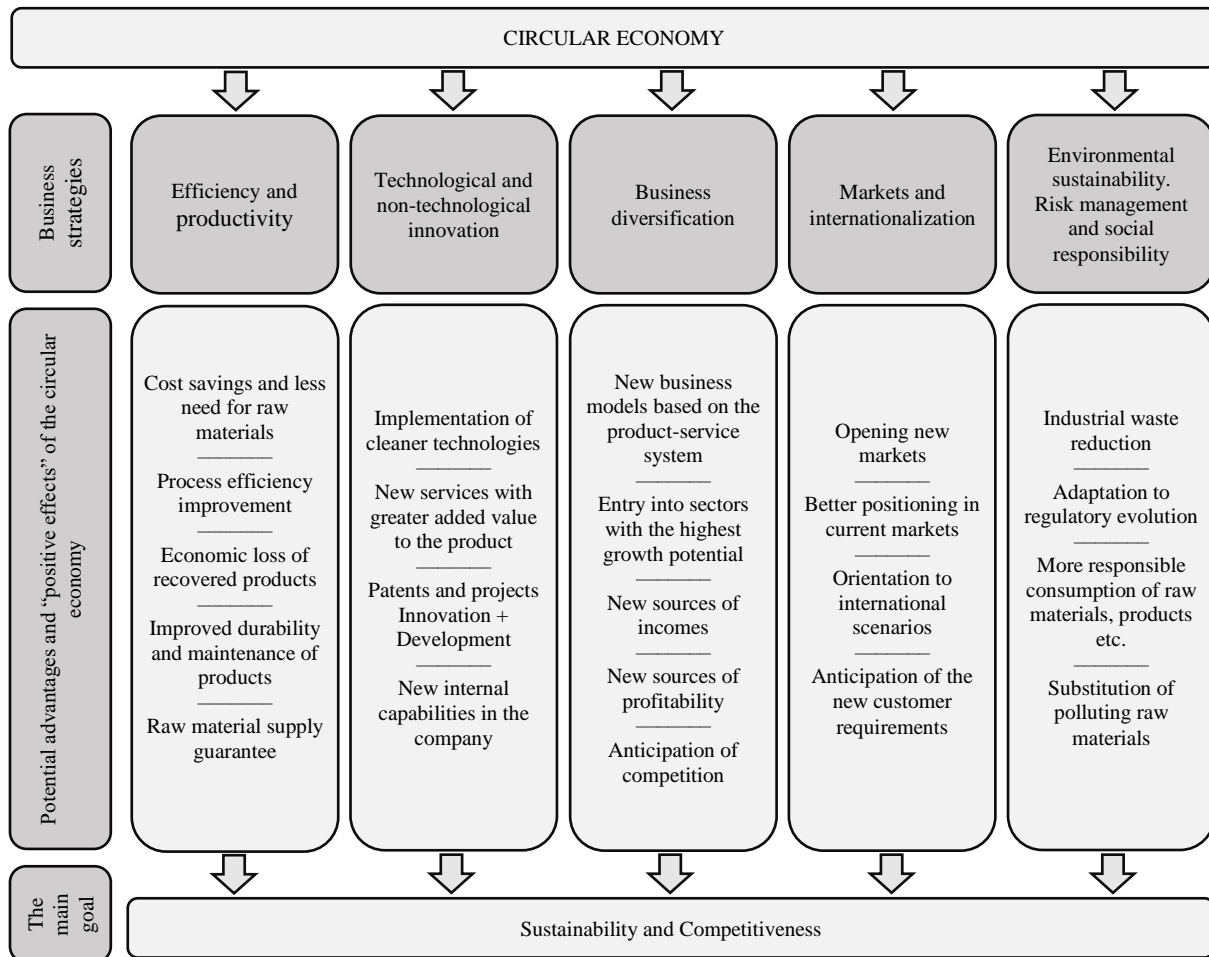 CIRCULAR ECONOMY
Business
strategies
Efficiency and
productivity
Technological and
non-technological
innovation
Business
diversification
Markets and
internationalization
Environmental
sustainability.
Risk management
and social
responsibility
Potential advantages and “positive effects” of the circular
economy
Cost savings and less
need for raw
materials
Process efficiency
improvement
Economic loss of
recovered products
Improved durability
and maintenance of
products
Raw material supply
guarantee
Implementation of
cleaner technologies
New services with
greater added value
to the product
Patents and projects
Innovation +
Development
New internal
capabilities in the
company
New business
models based on the
product-service
system
Entry into sectors
with the highest
growth potential
New sources of
incomes
New sources of
profitability
Anticipation of
competition
Opening new
markets
Better positioning in
current markets
Orientation to
international
scenarios
Anticipation of the
new customer
requirements
Industrial waste
reduction
Adaptation to
regulatory evolution
More responsible
consumption of raw
materials, products
etc.
Substitution of
polluting raw
materials
The
main
goal
Sustainability and Competitiveness